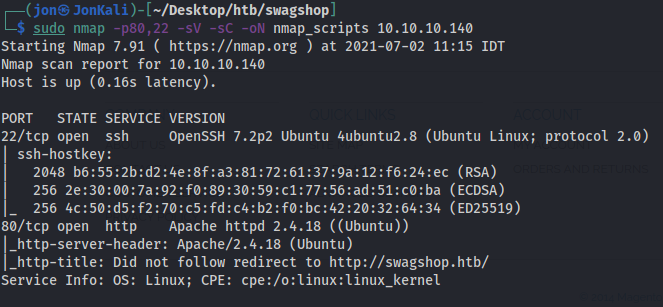 ┌──(jon㉿JonKali)-[~/Desktop/htb/swagshop]
└─$ sudo nmap -p80,22 -sV -sC -oN nmap_scripts 10.10.10.140
Starting Nmap 7.91 ( https://nmap.org ) at 2021-07-02 11:15 IDT
Nmap scan report for 10.10.10.140
Host is up (0.16s latency).

PORT   STATE SERVICE VERSION
22/tcp open  ssh     OpenSSH 7.2p2 Ubuntu 4ubuntu2.8 (Ubuntu Linux; protocol 2.0)
| ssh-hostkey:
|   2048 b6:55:2b:d2:4e:8f:a3:81:72:61:37:9a:12:f6:24:ec (RSA)
|   256 2e:30:00:7a:92:f0:89:30:59:c1:77:56:ad:51:c0:ba (ECDSA)
|_  256 4c:50:d5:f2:70:c5:fd:c4:b2:f0:bc:42:20:32:64:34 (ED25519)
80/tcp open  http    Apache httpd 2.4.18 ((Ubuntu))
|_http-server-header: Apache/2.4.18 (Ubuntu)
|_http-title: Did not follow redirect to http://swagshop.htb/
Service Info: OS: Linux; CPE: cpe:/o:linux:linux_kernel